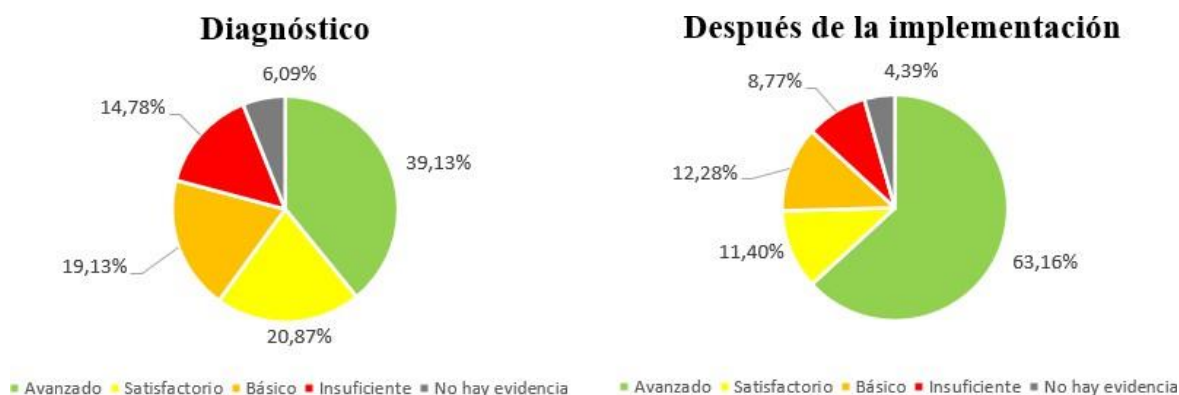 Diagnóstico
6,09%
14,78%
39,13%
19,13%
20,87%
Avanzado Satisfactorio Básico Insuficiente No hay evidencia
Después de la implementación
4,39%
8,77%
12,28%
11,40%
63,16%
Avanzado Satisfactorio Básico Insuficiente No hay evidencia